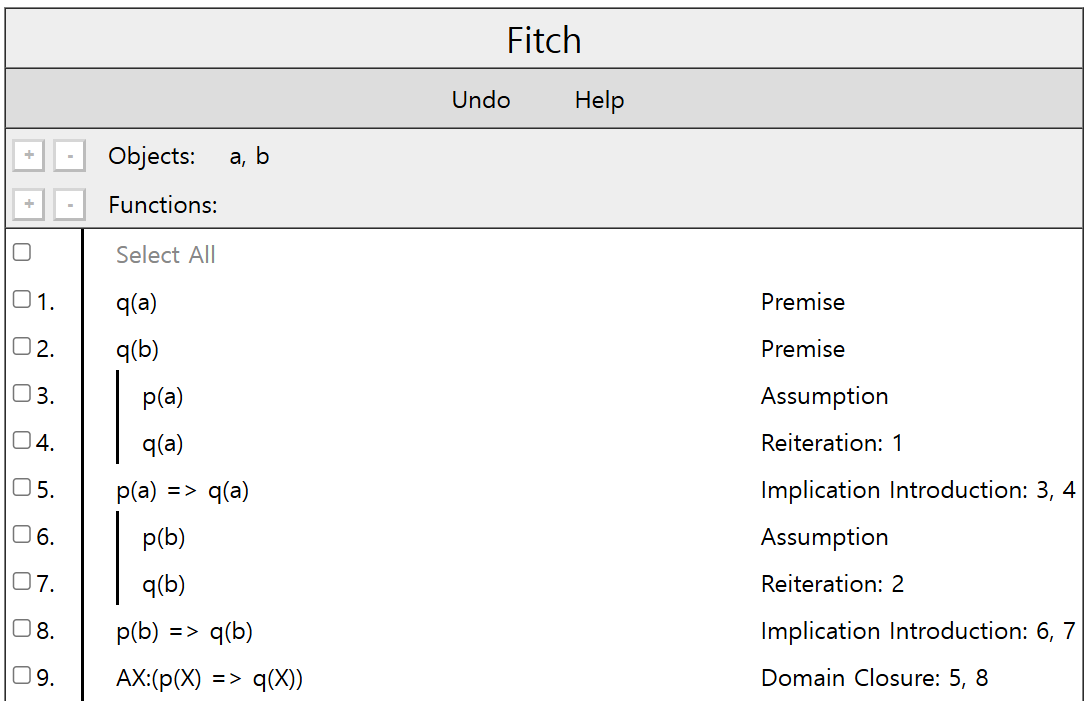 Fitch
Undo Help
+ - Objects: a, b
+ - Functions:
Select All
1. q(a) Premise
2. q(b) Premise
3. p(a) Assumption
4. q(a) Reiteration: 1
5. p(a) => q(a) Implication Introduction: 3, 4
6. p(b) Assumption
7. q(b) Reiteration: 2
8. p(b) => q(b) Implication Introduction: 6, 7
9. AX:(p(X) => q(X)) Domain Closure: 5, 8